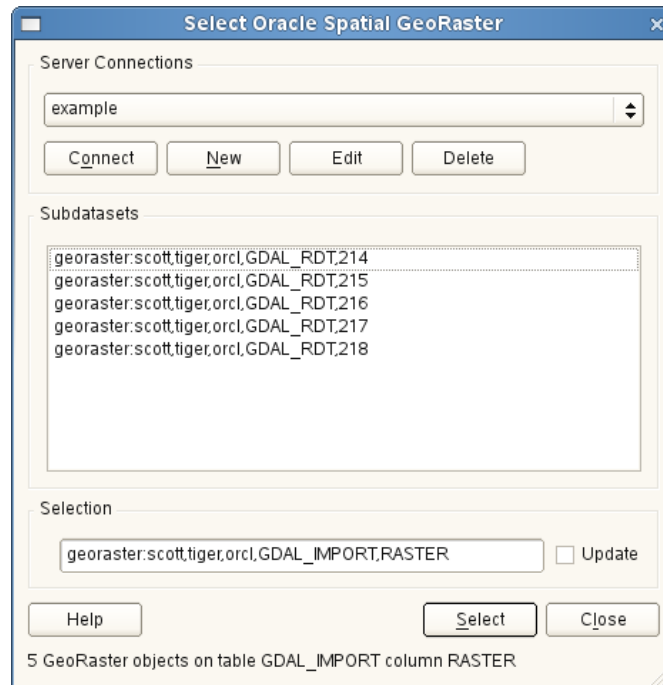 Select Oracle Spatial GeoRaster
Server Connections
example
Connect New Edit Delete
Subdatasets
georaster:scott,tiger,orcl,GDAL_RDT,214
georaster:scott,tiger,orcl,GDAL_RDT,215
georaster:scott,tiger,orcl,GDAL_RDT,216
georaster:scott,tiger,orcl,GDAL_RDT,217
georaster:scott,tiger,orcl,GDAL_RDT,218
Selection
georaster:scott,tiger,orcl,GDAL_IMPORT,RASTER Update
Help Select Close
5 GeoRaster objects on table GDAL_IMPORT column RASTER